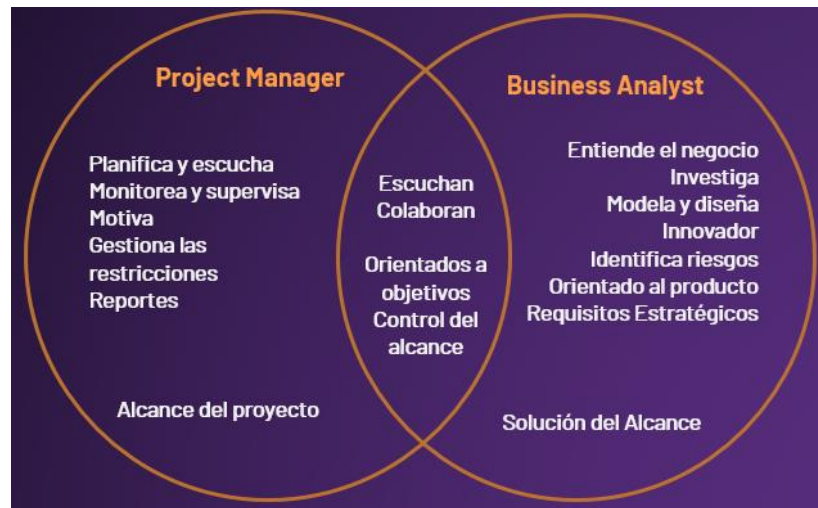 Project Manager
Planifica y escucha
Monitorea y supervisa
Motiva
Gestiona las
restricciones
Reportes
Alcance del proyecto
Escuchan
Colaboran
Orientados a
objetivos
Control del
alcance
Business Analyst
Entiende el negocio
Investiga
Modela y diseña
Innovador
Identifica riesgos
Orientado al producto
Requisitos Estratégicos
Solución del Alcance